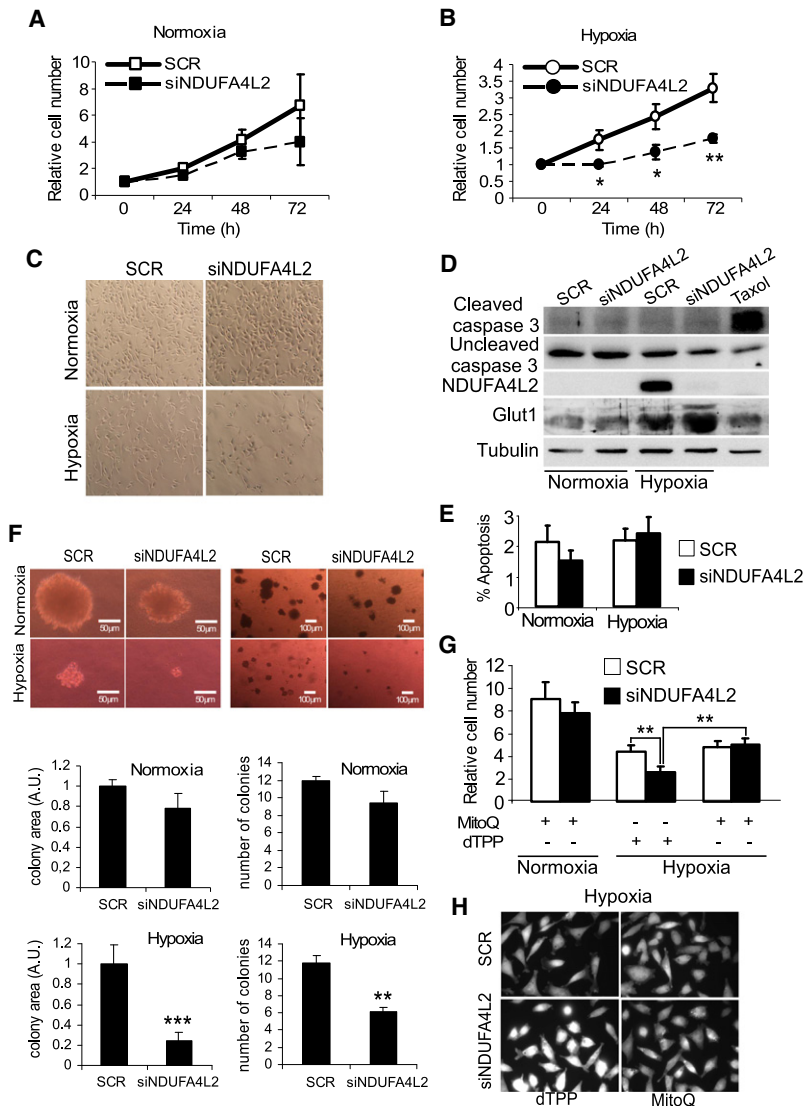 A
Normoxia
SCR
siNDUFA4L2
Relative cell number
10
8
6
4
2
0
0 24 48 72
Time (h)
B
Hypoxia
SCR
siNDUFA4L2
Relative cell number
4
3.5
3
2.5
2
1.5
1
0.5
* * **
0 24 48 72
Time (h)
C
SCR siNDUFA4L2
Normoxia
Hypoxia
D
SCR siNDUFA4L2 SCR siNDUFA4L2 Taxol
Cleaved
caspase 3
Uncleaved
caspase 3
NDUFA4L2
Glut1
Tubulin
Normoxia Hypoxia
E
% Apoptosis
3
2
1
0
SCR
siNDUFA4L2
Normoxia Hypoxia
F
SCR siNDUFA4L2 SCR siNDUFA4L2
Normoxia
50µm 50µm 100µm 100µm
Hypoxia
50µm 50µm 100µm 100µm
Normoxia
colony area (A.U.)
1.2
1
0.8
0.6
0.4
0,2
0
SCR siNDUFA4L2
Normoxia
number of colonies
14
12
10
8
6
4
2
0
SCR siNDUFA4L2
Hypoxia
colony area (A.U.)
1.2
1
0.8
0.6
0.4
0.2
0
***
SCR siNDUFA4L2
Hypoxia
number of colonies
14
12
10
8
6
4
2
0
**
SCR siNDUFA4L2
G
SCR
siNDUFA4L2
Relative cell number
12
10
8
6
4
2
0
** **
MitoQ + + - - + +
dTPP - - + + - -
Normoxia Hypoxia
H
Hypoxia
SCR
siNDUFA4L2
dTPP MitoQ